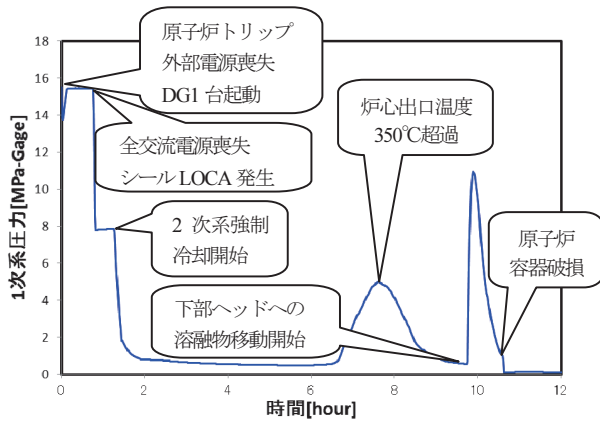 原子炉トリップ
外部電源喪失
DG1 台起動
全交流電源喪失
シール LOCA 発生
2 次系強制
冷却開始
炉心出口温度
350℃超過
下部ヘッドへの
溶融物移動開始
原子炉
容器破損
1次系圧力[MPa-Gage]
18
16
14
12
10
8
6
4
2
0
0
2
4
6
8
10
12
時間[hour]